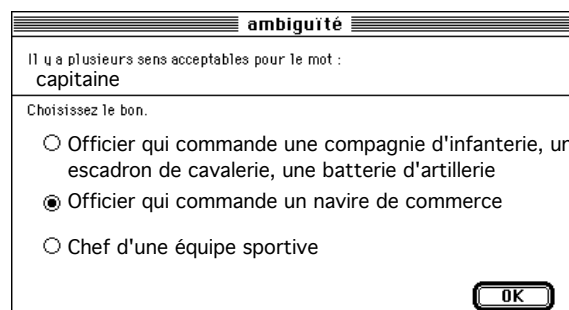 ambiguïté
Il y a plusieurs sens acceptables pour le mot :
capitaine
Choisissez le bon.
Officier qui commande une compagnie d'infanterie, un
escadron de cavalerie, une batterie d'artillerie
Officier qui commande un navire de commerce
Chef d'une équipe sportive
OK